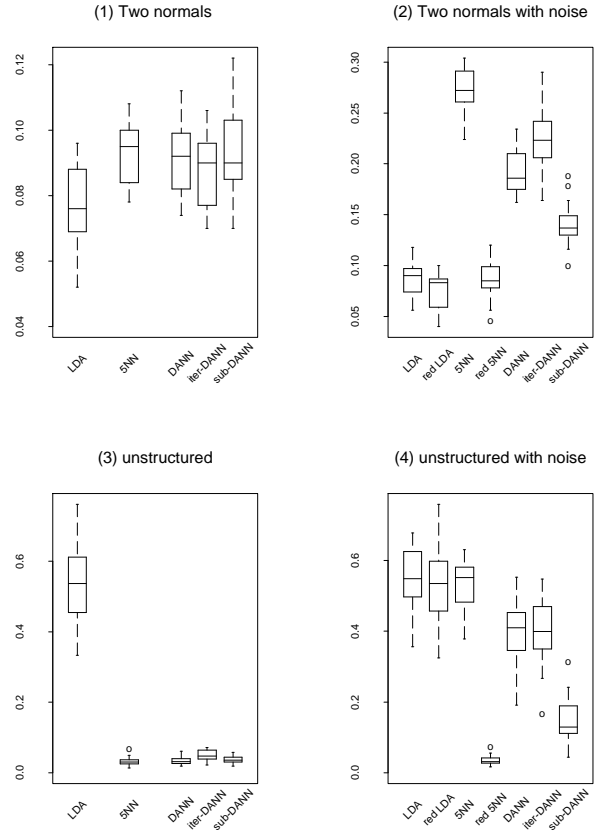 (1) Two normals
0.12
0.10
0.08
0.06
0.04
LDA
5NN
DANN
iter-DANN
sub-DANN
(2) Two normals with noise
0.30
0.25
0.20
0.15
0.10
0.05
LDA
red LDA
5NN
red 5NN
DANN
iter-DANN
sub-DANN
(3) unstructured
0.6
0.4
0.2
0.0
LDA
5NN
DANN
iter-DANN
sub-DANN
(4) unstructured with noise
0.6
0.4
0.2
0.0
LDA
red LDA
5NN
red 5NN
DANN
iter-DANN
sub-DANN